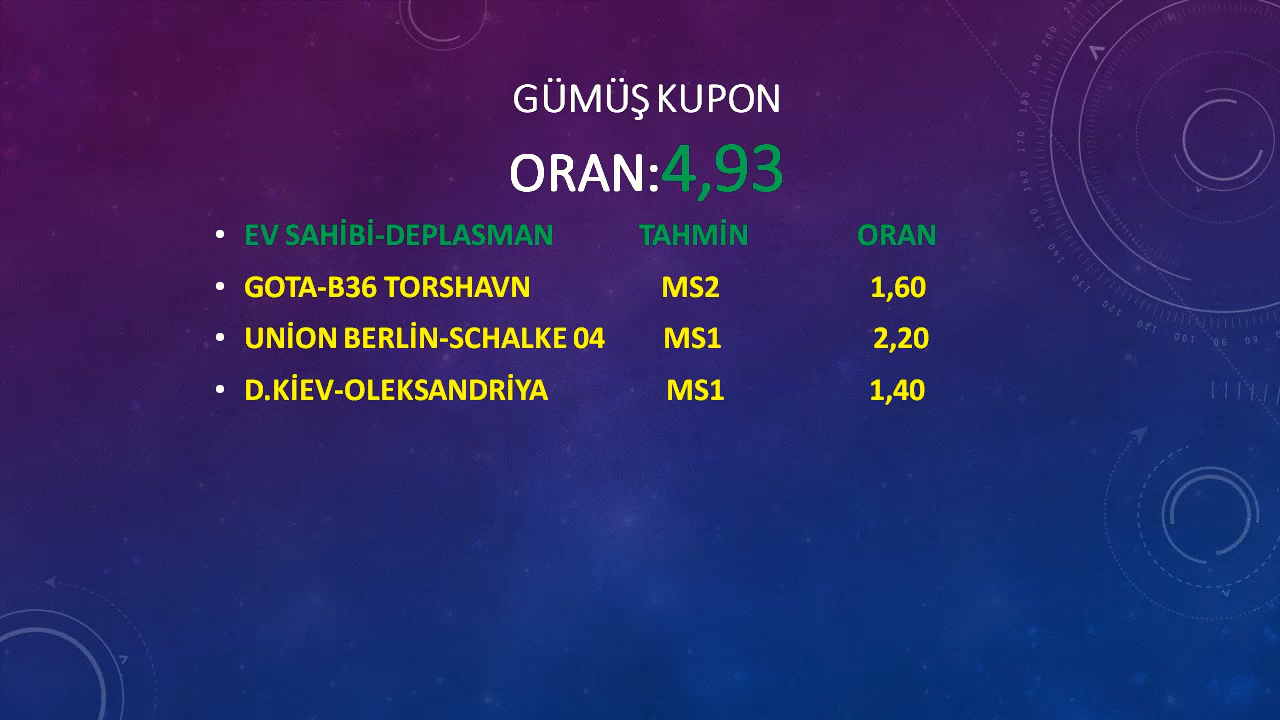 GÜMÜŞ KUPON
ORAN:4,93
• EV SAHİBİ-DEPLASMAN TAHMİN ORAN
• GOTA-B36 TORSHAVN MS2 1,60
• UNİON BERLİN-SCHALKE 04 MS1 2,20
• D.KİEV-OLEKSANDRİYA MS1 1,40